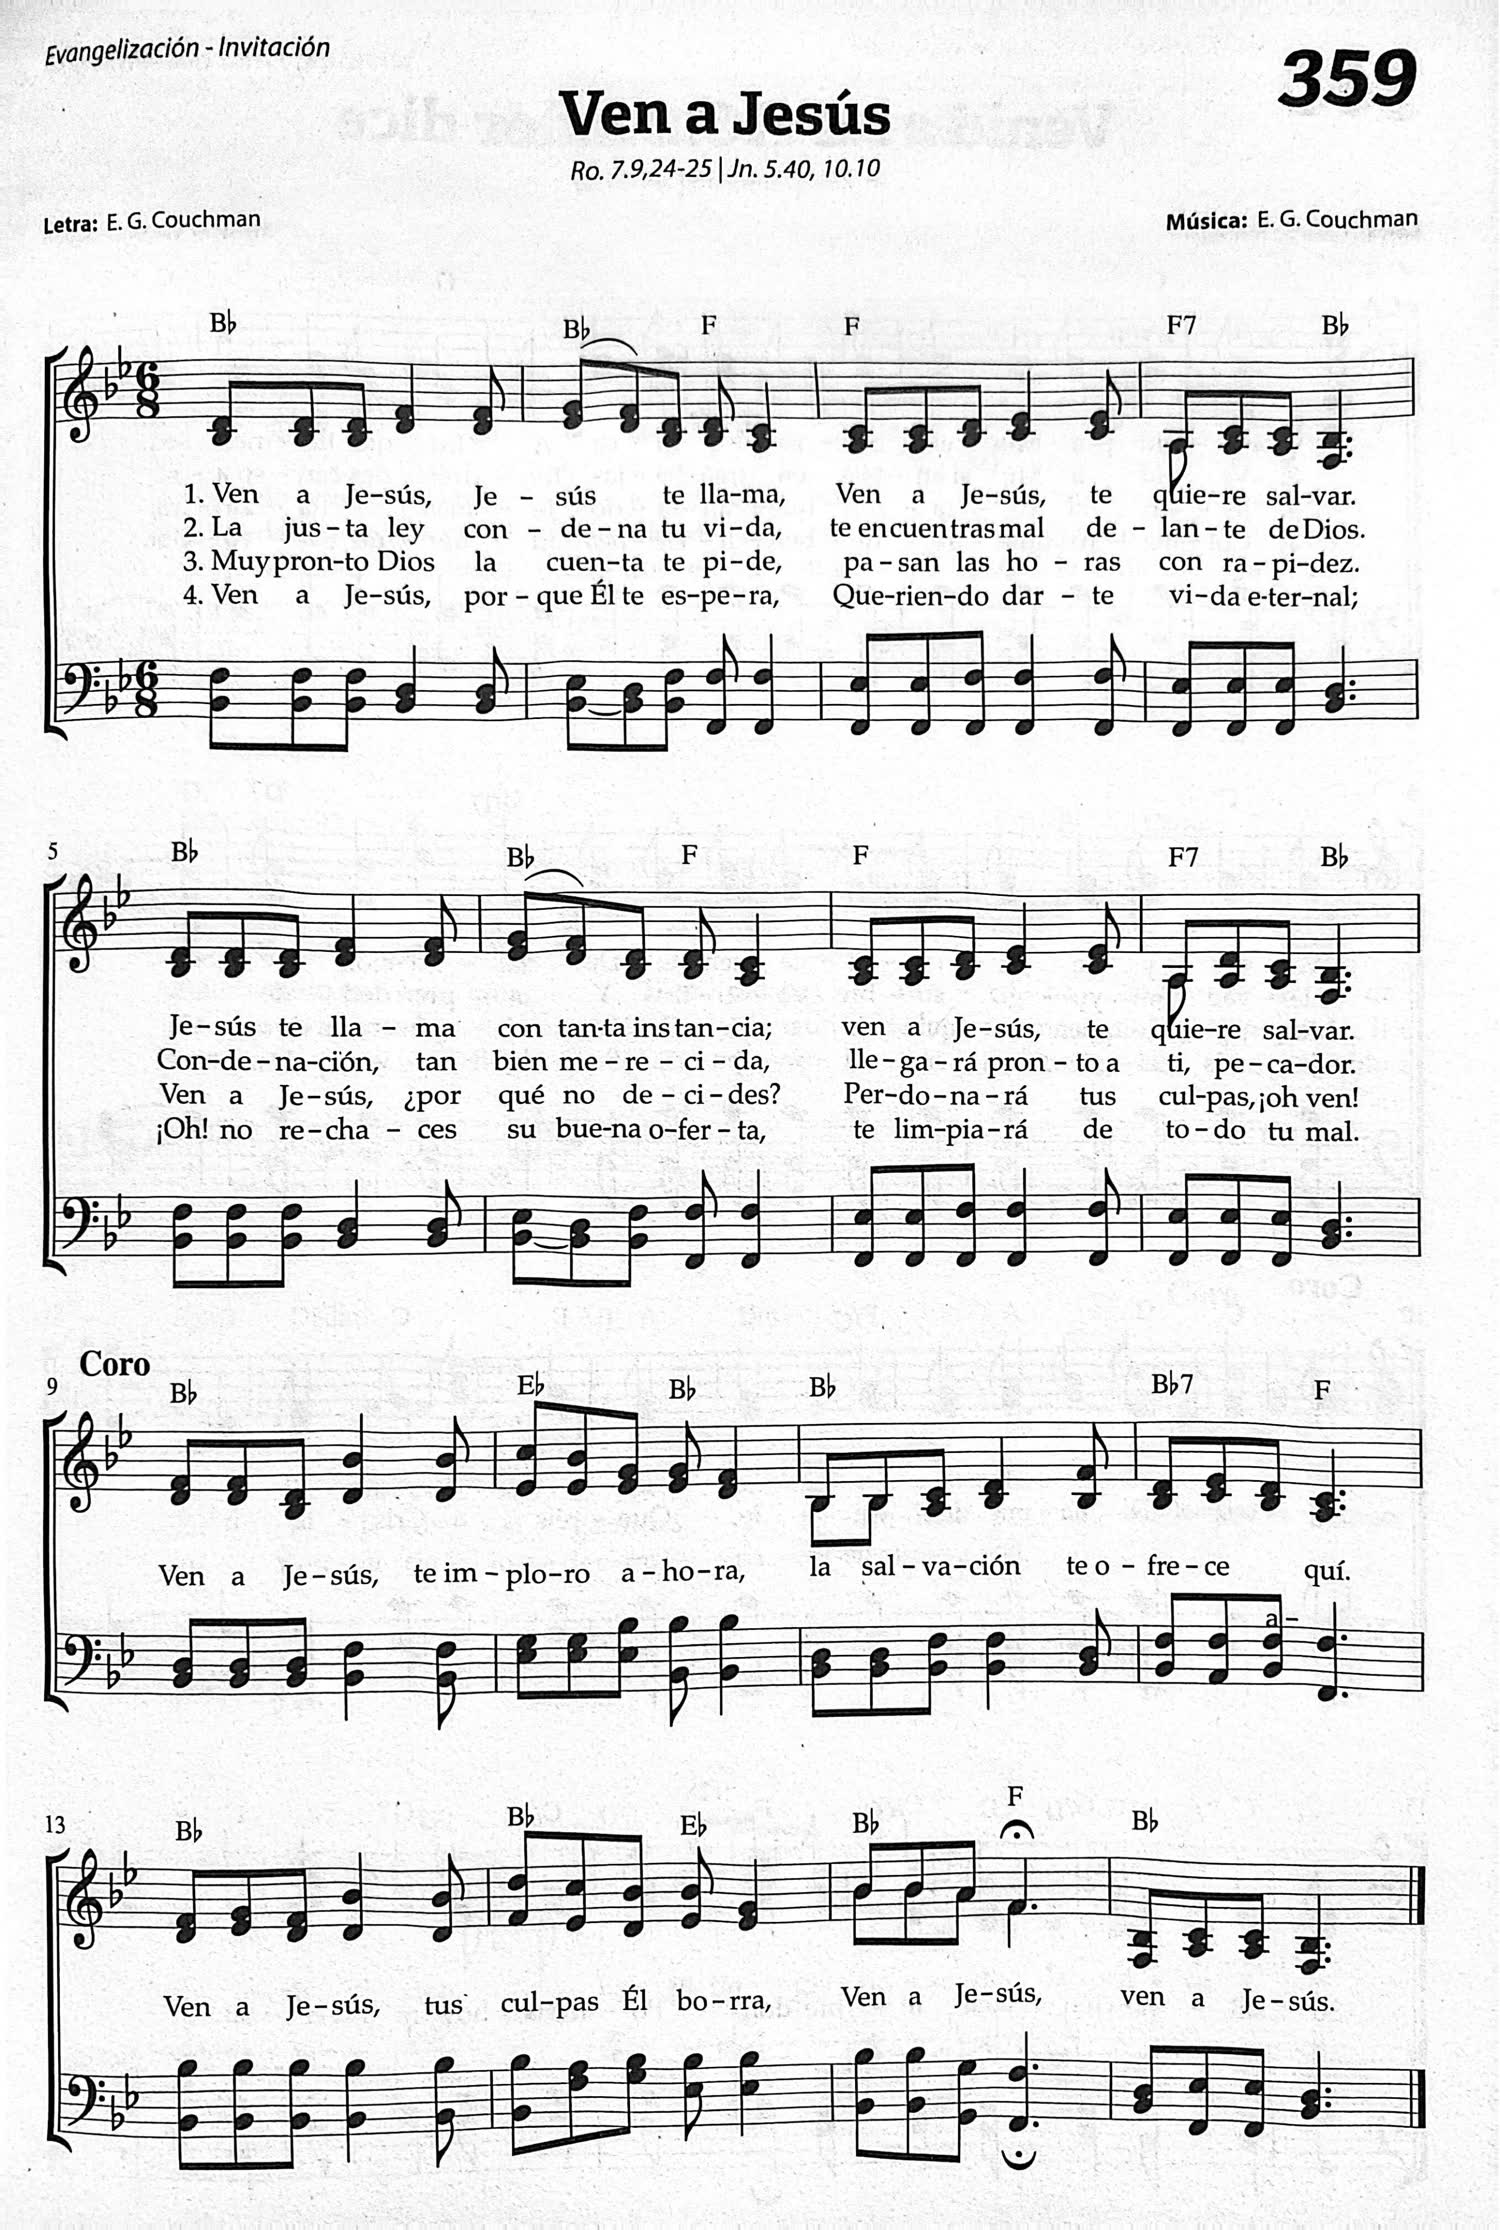 Evangelización - Invitación
359
Ven a Jesús
Ro. 7.9,24-25 | Jn. 5.40, 10.10
Letra: E. G. Couchman
Música: E. G. Couchman
B♭ B♭ F F F7 B♭
6 8
1. Ven a Je–sús, Je – sús te lla–ma, Ven a Je–sús, te quie–re sal–var.
2. La jus–ta ley con – de–na tu vi–da, te encuentras mal de – lan–te de Dios.
3. Muy pron–to Dios la cuen–ta te pi–de, pa–san las ho – ras con ra–pi–dez.
4. Ven a Je–sús, por–que Él te es–pe–ra, Que–rien–do dar – te vi–da e-ter–nal;
6 8
5
B♭ B♭ F F F7 B♭
Je–sús te lla – ma con tan-ta ins tan–cia; ven a Je–sús, te quie–re sal–var.
Con–de–na–ción, tan bien me–re–ci–da, lle–ga–rá pron–to a ti, pe–ca–dor.
Ven a Je–sús, ¿por qué no de–ci–des? Per–do–na–rá tus cul–pas, ¡oh ven!
¡Oh! no re–cha – ces su bue–na o–fer–ta, te lim–pia–rá de to–do tu mal.
Coro
9
B♭ E♭ B♭ B♭ B♭7 F
Ven a Je–sús, te im–plo–ro a–ho–ra, la sal–va–ción te o–fre–ce quí.
a–
13
B♭ B♭ E♭ B♭ F B♭
Ven a Je–sús, tus cul–pas Él bo–rra, Ven a Je–sús, ven a Je–sús.